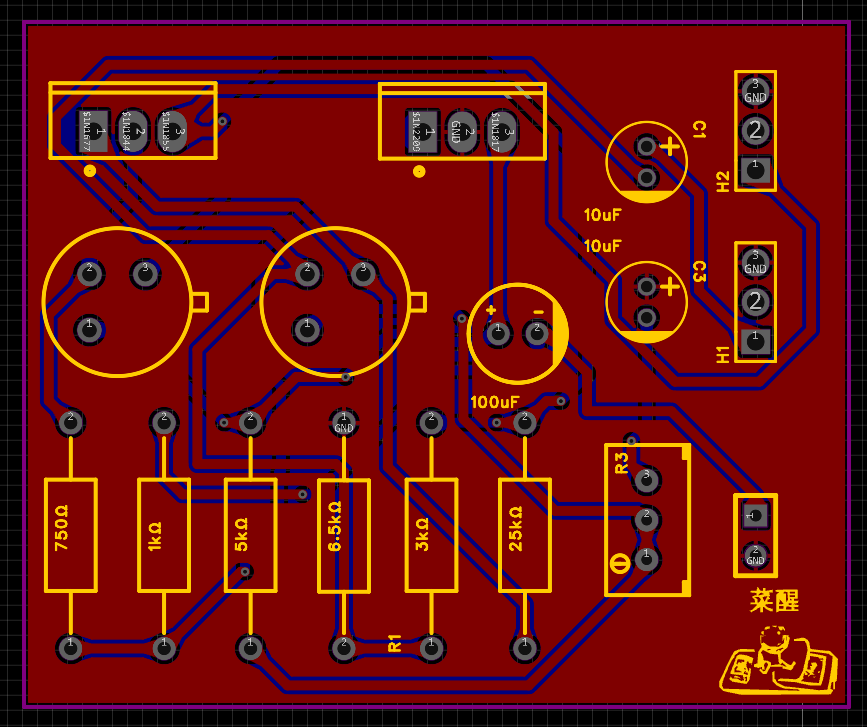 C1
3
GND
2
1
H2
$1N1677
1
$1N1844
2
$1N1855
3
$1N2209
1
GND
2
$1N1817
3
10uF
10uF
C3
3
GND
2
1
H1
2
3
1
2
3
1
+
-
1
2
100uF
2
2
2
1
GND
2
2
R3
3
2
1
1
2
GND
750Ω
1kΩ
5kΩ
6.5kΩ
3kΩ
25kΩ
R1
1
1
1
2
1
1
菜醒